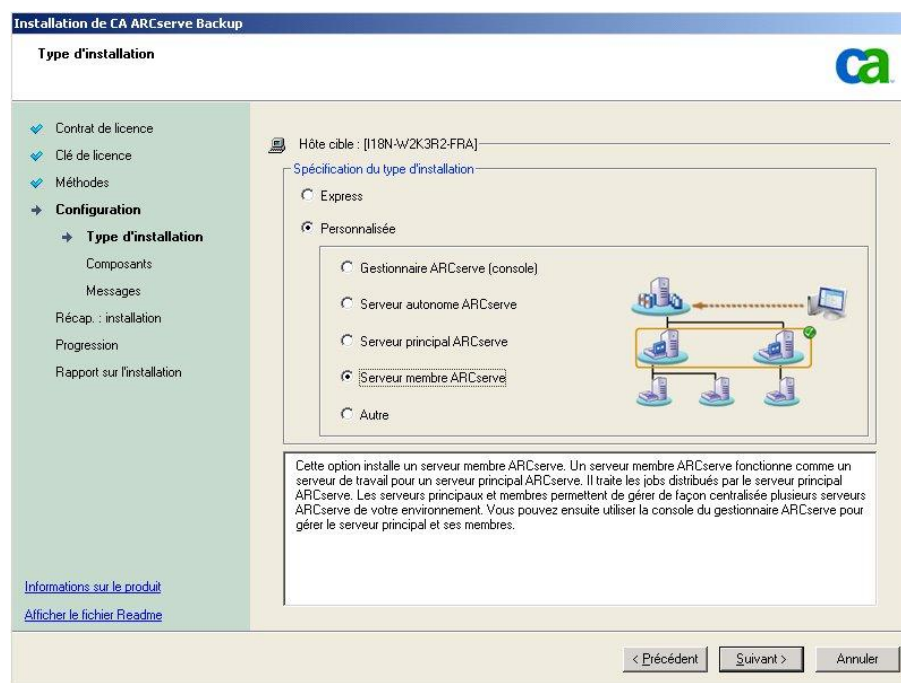 Installation de CA ARCserve Backup
Type d'installation
ca
Contrat de licence
Clé de licence
Méthodes
Configuration
Type d'installation
Composants
Messages
Récap. : installation
Progression
Rapport sur l'installation
Informations sur le produit
Afficher le fichier Readme
Hôte cible : [I18N-W2K3R2-FRA]
Spécification du type d'installation
Express
Personnalisée
Gestionnaire ARCserve (console)
Serveur autonome ARCserve
Serveur principal ARCserve
Serveur membre ARCserve
Autre
Cette option installe un serveur membre ARCserve. Un serveur membre ARCserve fonctionne comme un
serveur de travail pour un serveur principal ARCserve. Il traite les jobs distribués par le serveur principal
ARCserve. Les serveurs principaux et membres permettent de gérer de façon centralisée plusieurs serveurs
ARCserve de votre environnement. Vous pouvez ensuite utiliser la console du gestionnaire ARCserve pour
gérer le serveur principal et ses membres.
< Précédent
Suivant >
Annuler